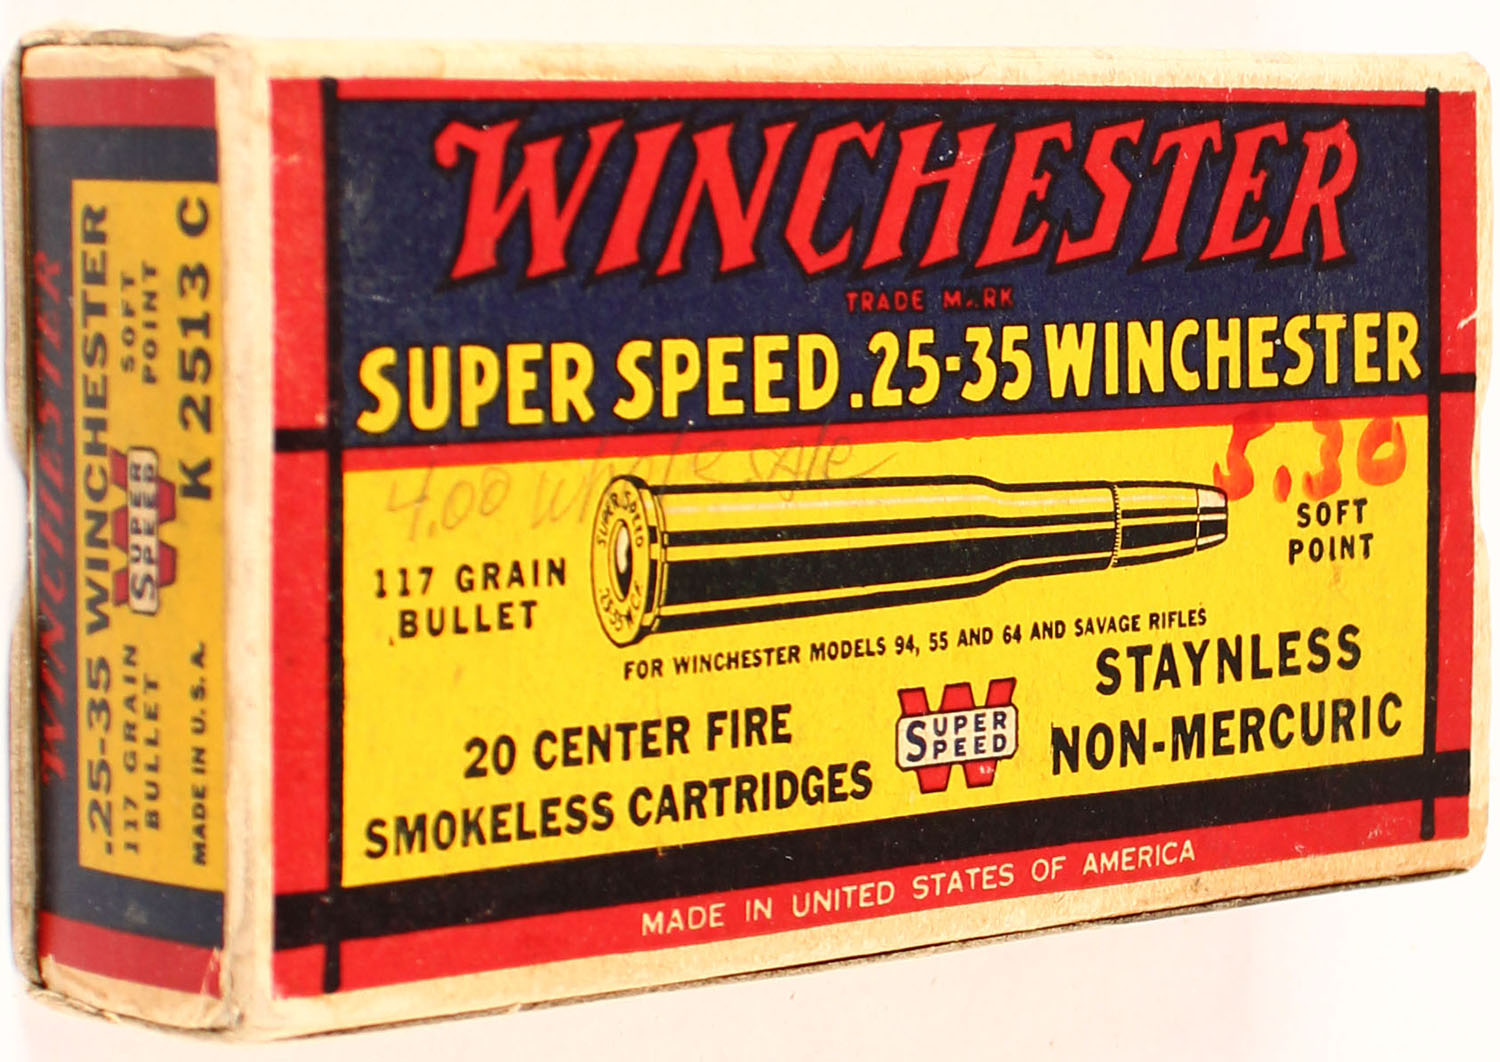 WINCHESTER
TRADE MARK
SUPER SPEED .25-35 WINCHESTER
4.00 wholesale
5.30
117 GRAIN
BULLET
SUPER SPEED
SOFT
POINT
FOR WINCHESTER MODELS 94, 55 AND 64 AND SAVAGE RIFLES
20 CENTER FIRE
SMOKELESS CARTRIDGES
W
SUPER
SPEED
STAYNLESS
NON-MERCURIC
MADE IN UNITED STATES OF AMERICA
WINCHESTER
.25-35 WINCHESTER
117 GRAIN
BULLET
W
SUPER
SPEED
SOFT
POINT
MADE IN U.S.A.
K 2513 C